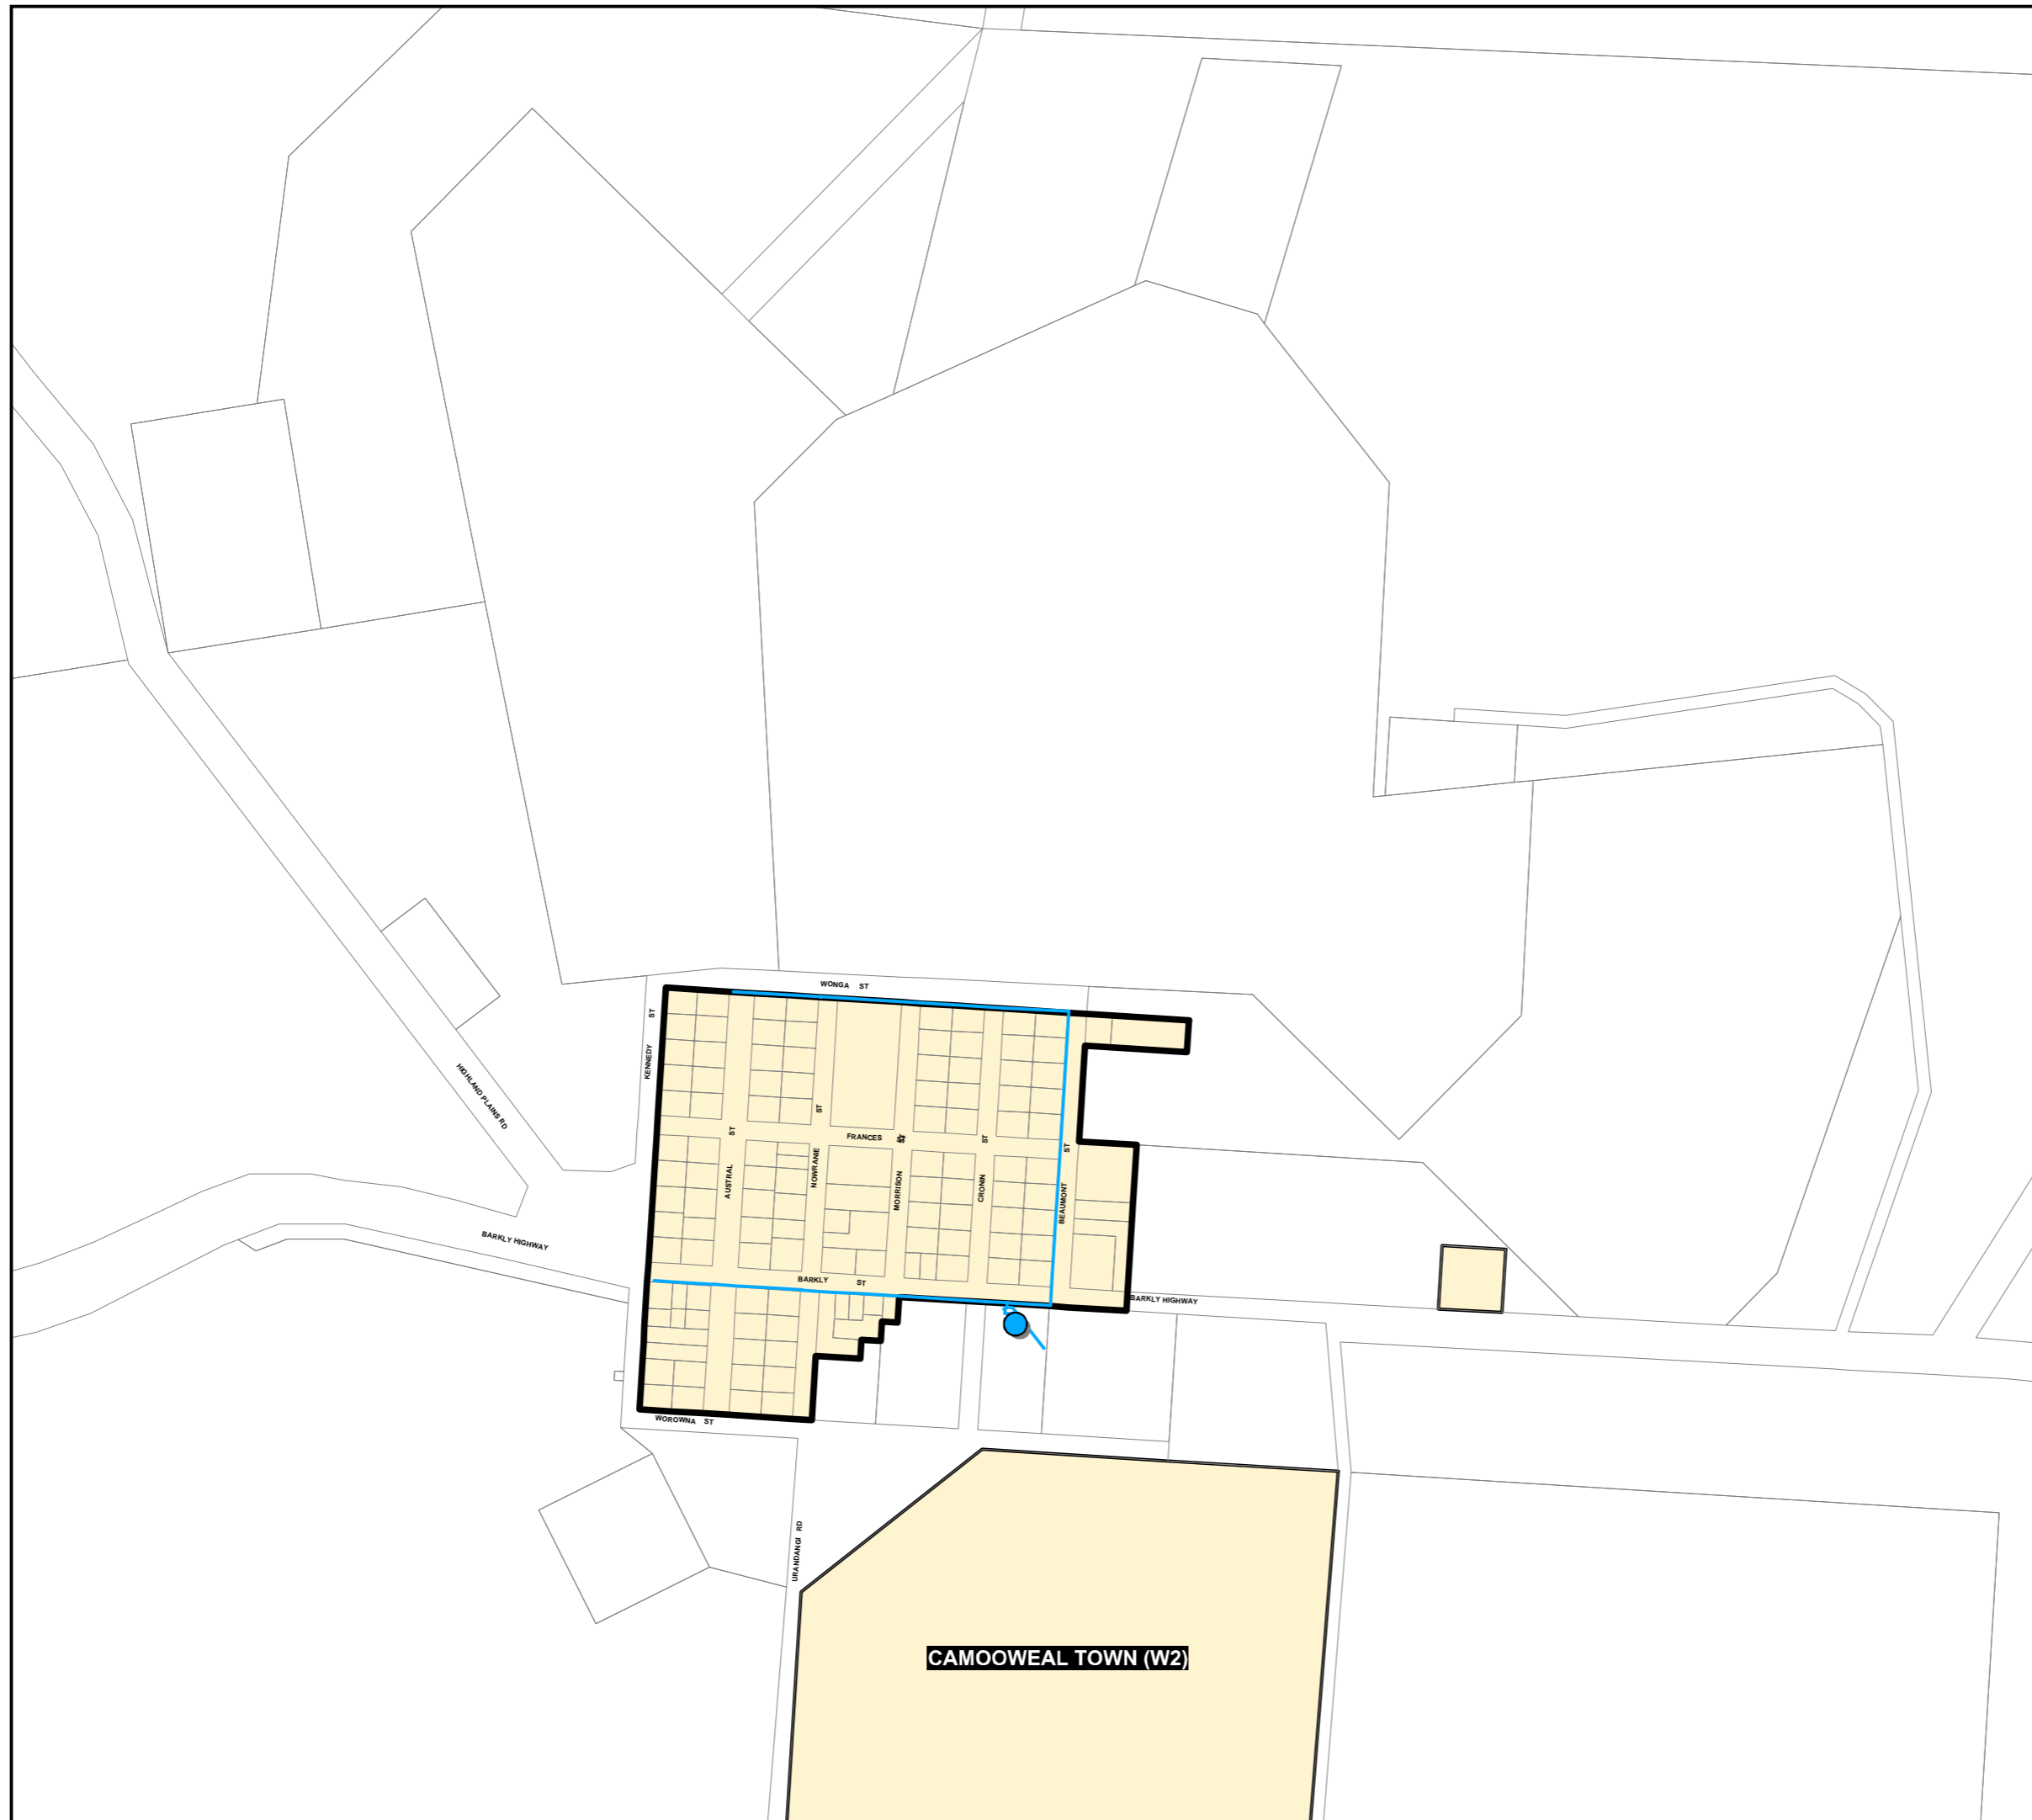 WONGA ST
KENNEDY ST
HIGHLAND PLAINS RD
FRANCES ST
AUSTRAL ST
NOWRANIE ST
MORRISON ST
CRONIN ST
BEAUMONT ST
BARKLY HIGHWAY
BARKLY ST
BARKLY HIGHWAY
WOROWNA ST
URANDANGI RD
CAMOOWEAL TOWN (W2)